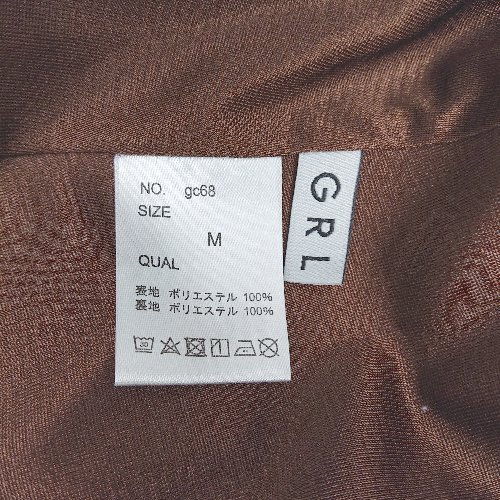 NO. gc68
SIZE
M
QUAL
表地 ポリエステル 100%
裏地 ポリエステル 100%
GRL